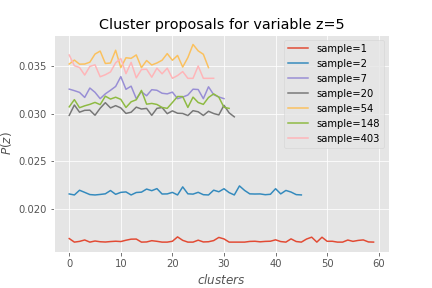 Cluster proposals for variable z=5
P(z)
0.035
0.030
0.025
0.020
sample=1
sample=2
sample=7
sample=20
sample=54
sample=148
sample=403
0 10 20 30 40 50 60
clusters